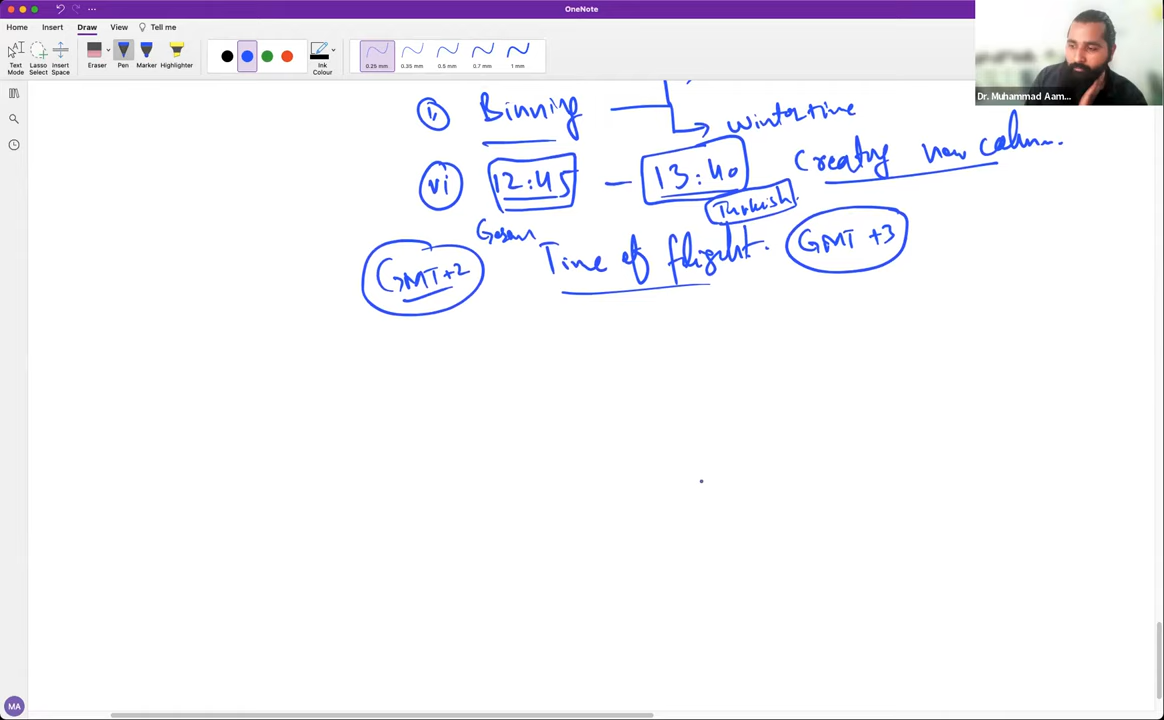 OneNote
Home Insert Draw View Tell me
Text Mode Lasso Select Insert Space Eraser Pen Marker Highlighter Ink Colour 0.25 mm 0.35 mm 0.5 mm 0.7 mm 1 mm
Dr. Muhammad Aam...
Binning
Wintertime
vi 12:45 – 13:40 Creating new
Turkish
GMT+2 Time of flight. GMT +3
MA